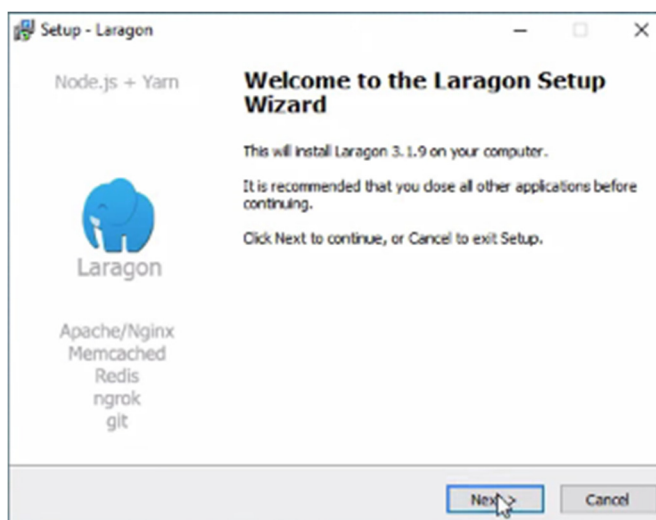 Setup - Laragon
Node.js + Yarn
Laragon
Apache/Nginx
Memcached
Redis
ngrok
git
Welcome to the Laragon Setup
Wizard
This will install Laragon 3.1.9 on your computer.
It is recommended that you close all other applications before
continuing.
Click Next to continue, or Cancel to exit Setup.
Next >
Cancel